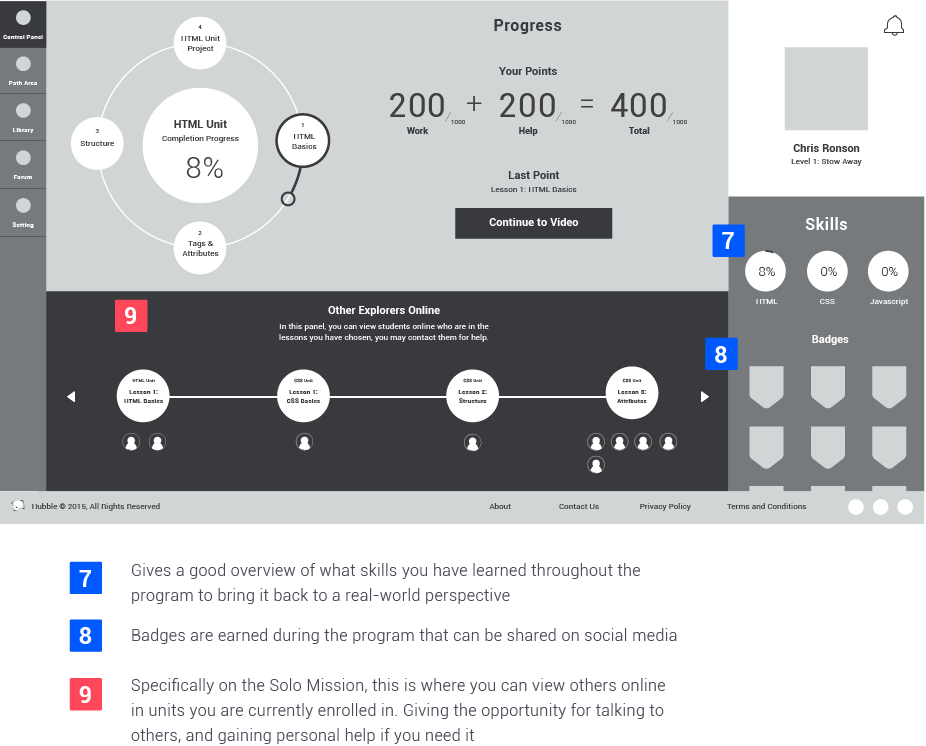 Control Panel
Path Area
Library
Forum
Setting
4
HTML Unit
Project
3
Structure
HTML Unit
Completion Progress
8%
1
HTML
Basics
2
Tags &
Attributes
Progress
Your Points
200/1000 + 200/1000 = 400/1000
Work Help Total
Last Point
Lesson 1: HTML Basics
Continue to Video
Chris Ronson
Level 1: Stow Away
7
Skills
8% 0% 0%
HTML CSS Javascript
8
Badges
9
Other Explorers Online
In this panel, you can view students online who are in the
lessons you have chosen, you may contact them for help.
HTML Unit
Lesson 1:
HTML Basics
CSS Unit
Lesson 1:
CSS Basics
CSS Unit
Lesson 2:
Structure
CSS Unit
Lesson 3:
Attributes
Hubble © 2015, All Rights Reserved
About Contact Us Privacy Policy Terms and Conditions
7
Gives a good overview of what skills you have learned throughout the
program to bring it back to a real-world perspective
8
Badges are earned during the program that can be shared on social media
9
Specifically on the Solo Mission, this is where you can view others online
in units you are currently enrolled in. Giving the opportunity for talking to
others, and gaining personal help if you need it